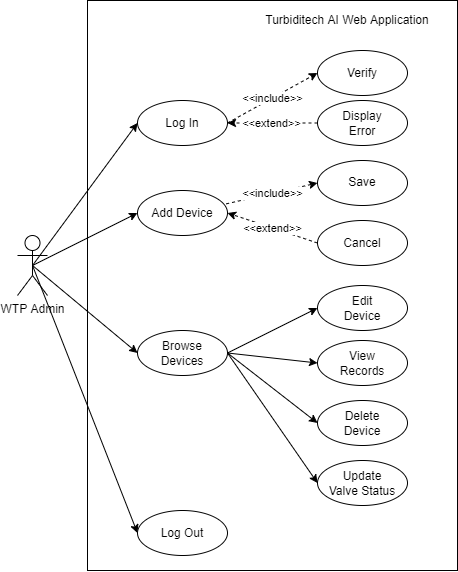 Turbiditech AI Web Application
Verify
<<include>>
Log In
<<extend>>
Display
Error
Save
<<include>>
Add Device
<<extend>>
Cancel
WTP Admin
Edit
Device
Browse
Devices
View
Records
Delete
Device
Update
Valve Status
Log Out